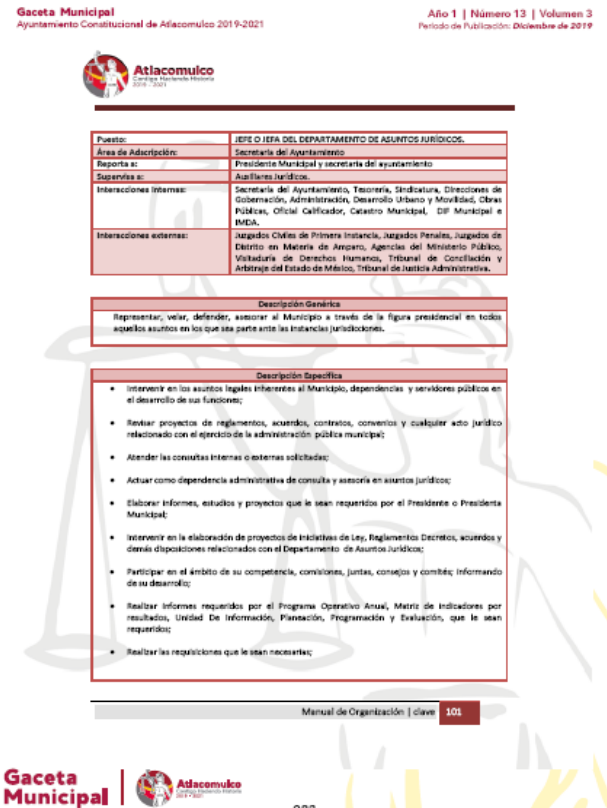 Gaceta Municipal
Ayuntamiento Constitucional de Atlacomulco 2019-2021
Año 1 | Número 13 | Volumen 3
Periodo de Publicación: Diciembre de 2019
Atlacomulco
Contigo Haciendo Historia
2019 - 2021
Puesto: JEFE O JEFA DEL DEPARTAMENTO DE ASUNTOS JURÍDICOS.
Área de Adscripción: Secretaría del Ayuntamiento
Reporta a: Presidente Municipal y secretaria del ayuntamiento
Supervisa a: Auxiliares Jurídicos.
Interacciones Internas: Secretaría del Ayuntamiento, Tesorería, Sindicatura, Direcciones de
Gobernación, Administración, Desarrollo Urbano y Movilidad, Obras
Públicas, Oficial Calificador, Catastro Municipal, DIF Municipal e
IMDA.
Interacciones externas: Juzgados Civiles de Primera Instancia, Juzgados Penales, Juzgados de
Distrito en Materia de Amparo, Agencias del Ministerio Público,
Visitaduría de Derechos Humanos, Tribunal de Conciliación y
Arbitraje del Estado de México, Tribunal de Justicia Administrativa.
Descripción Genérica
Representar, velar, defender, asesorar al Municipio a través de la figura presidencial en todos
aquellos asuntos en los que sea parte ante las instancias jurisdicciones.
Descripción Específica
• Intervenir en los asuntos legales inherentes al Municipio, dependencias y servidores públicos en
el desarrollo de sus funciones;
• Revisar proyectos de reglamentos, acuerdos, contratos, convenios y cualquier acto jurídico
relacionado con el ejercicio de la administración pública municipal;
• Atender las consultas internas o externas solicitadas;
• Actuar como dependencia administrativa de consulta y asesoría en asuntos jurídicos;
• Elaborar informes, estudios y proyectos que le sean requeridos por el Presidente o Presidenta
Municipal;
• Intervenir en la elaboración de proyectos de iniciativas de Ley, Reglamentos Decretos, acuerdos y
demás disposiciones relacionados con el Departamento de Asuntos Jurídicos;
• Participar en el ámbito de su competencia, comisiones, juntas, consejos y comités; informando
de su desarrollo;
• Realizar informes requeridos por el Programa Operativo Anual, Matriz de indicadores por
resultados, Unidad De Información, Planeación, Programación y Evaluación, que le sean
requeridos;
• Realizar las requisiciones que le sean necesarias;
Manual de Organización | clave 101
Gaceta
Municipal
Atlacomulco
Contigo Haciendo Historia
2019 - 2021